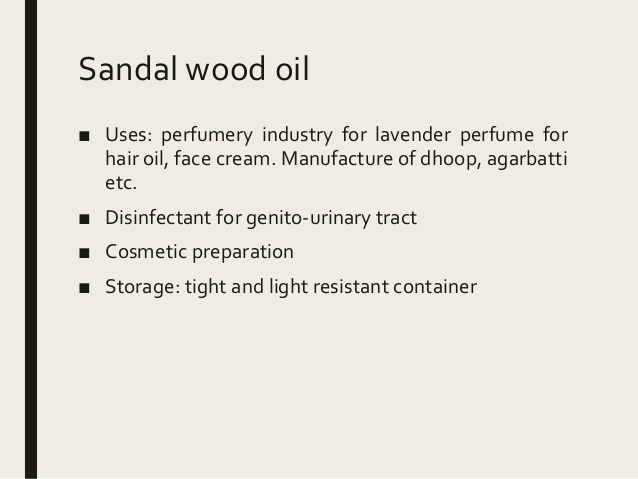 Sandal wood oil
■ Uses: perfumery industry for lavender perfume for
hair oil, face cream. Manufacture of dhoop, agarbatti
etc.
■ Disinfectant for genito-urinary tract
■ Cosmetic preparation
■ Storage: tight and light resistant container